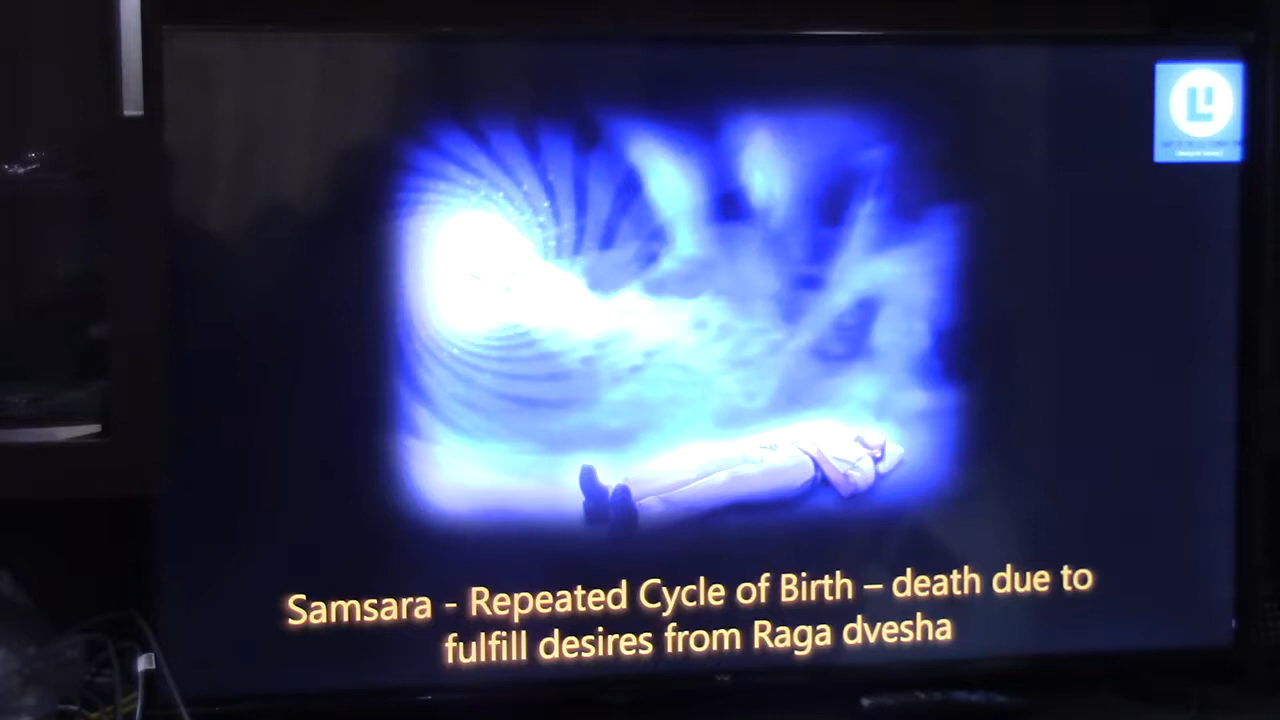 Samsara - Repeated Cycle of Birth – death due to
fulfill desires from Raga dvesha